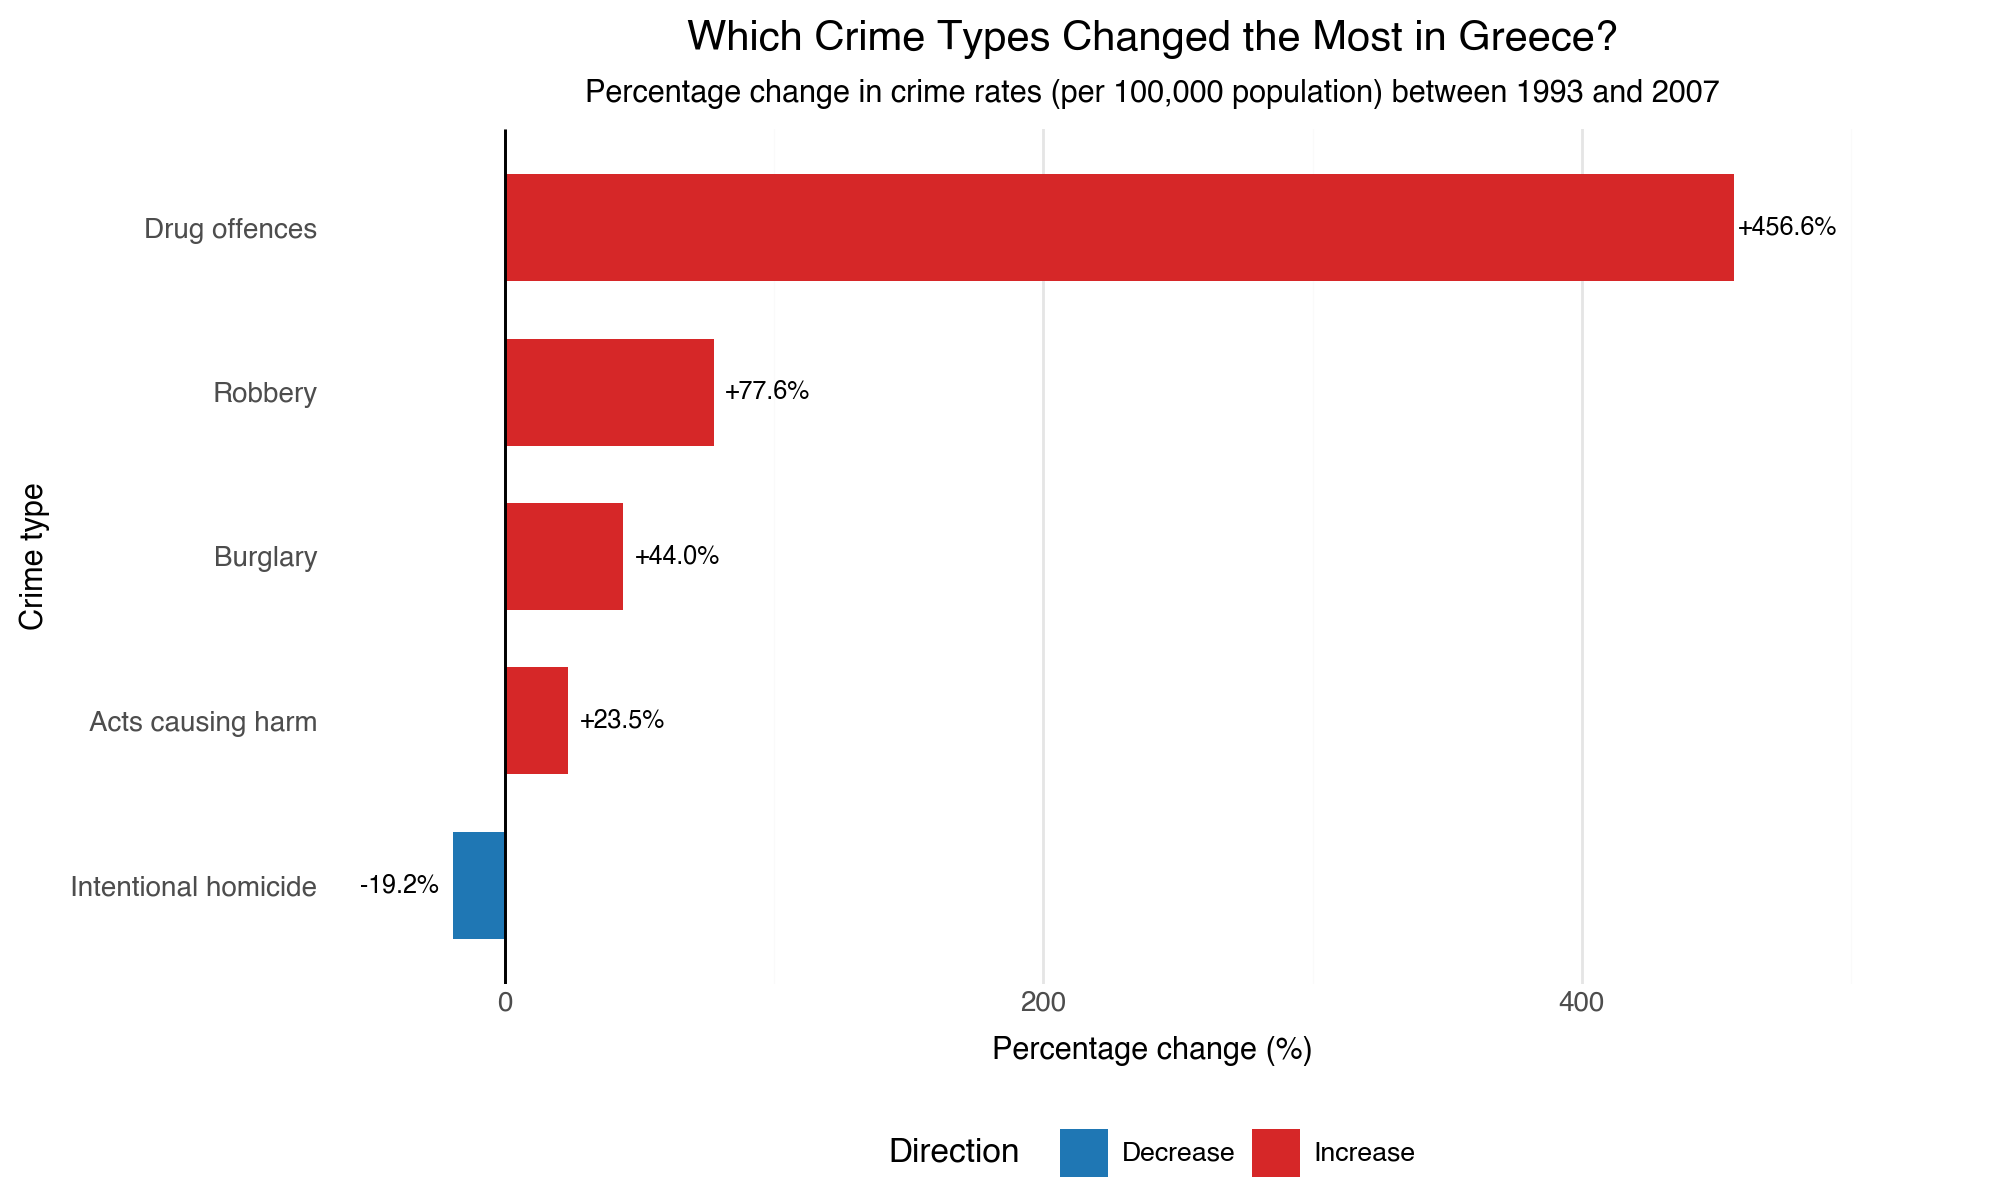 Which Crime Types Changed the Most in Greece?
Percentage change in crime rates (per 100,000 population) between 1993 and 2007
Crime type
Drug offences
+456.6%
Robbery
+77.6%
Burglary
+44.0%
Acts causing harm
+23.5%
Intentional homicide
-19.2%
0
200
400
Percentage change (%)
Direction
Decrease
Increase